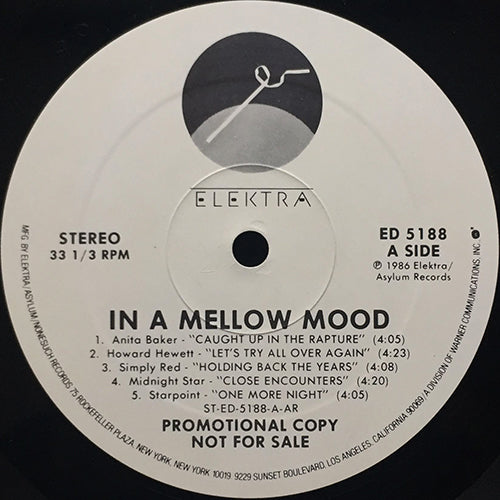 ELEKTRA
STEREO
33 1/3 RPM
ED 5188
A SIDE
℗ 1986 Elektra/
Asylum Records
IN A MELLOW MOOD
1. Anita Baker - "CAUGHT UP IN THE RAPTURE" (4:05)
2. Howard Hewett - "LET'S TRY ALL OVER AGAIN" (4:23)
3. Simply Red - "HOLDING BACK THE YEARS" (4:08)
4. Midnight Star - "CLOSE ENCOUNTERS" (4:20)
5. Starpoint - "ONE MORE NIGHT" (4:05)
ST-ED-5188-A-AR
PROMOTIONAL COPY
NOT FOR SALE
MFG. BY ELEKTRA/ASYLUM/NONESUCH RECORDS 75 ROCKEFELLER PLAZA, NEW YORK, NEW YORK 10019. 9229 SUNSET BOULEVARD, LOS ANGELES, CALIFORNIA 90069 / A DIVISION OF WARNER COMMUNICATIONS, INC.